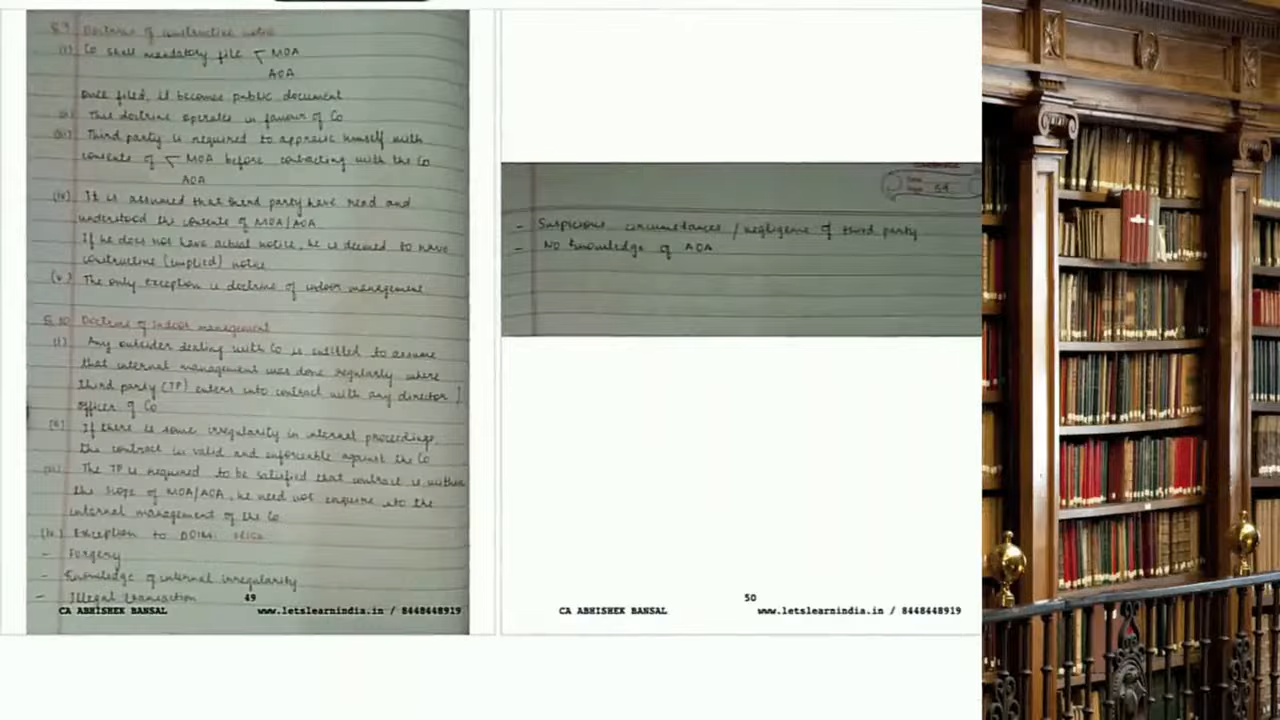 5.9 Doctrine of constructive notice
(i) Co shall mandatory file MOA
AOA
Once filed, it becomes public document
(ii) This doctrine operates in favour of Co
(iii) Third party is required to appraise himself with
contents of MOA before contracting with the Co
AOA
(iv) It is assumed that third party have read and
understood the contents of MOA/AOA
If he does not have actual notice, he is deemed to have
constructive (implied) notice
(v) The only exception is doctrine of indoor management
5.10 Doctrine of Indoor management
(i) Any outsider dealing with Co is entitled to assume
that internal management was done regularly where
third party (TP) enters into contract with any director /
officer of Co
(ii) If there is some irregularity in internal proceedings,
the contract is valid and enforceable against the Co
(iii) The TP is required to be satisfied that contract is within
the scope of MOA/AOA, he need not enquire into the
internal management of the Co
(iv) Exception to DOIM:
- Forgery
- Knowledge of internal irregularity
- Illegal transaction
49
CA ABHISHEK BANSAL www.letslearnindia.in / 8448448919
- Suspicious circumstances / negligence of third party
- No knowledge of AOA
50
CA ABHISHEK BANSAL www.letslearnindia.in / 8448448919